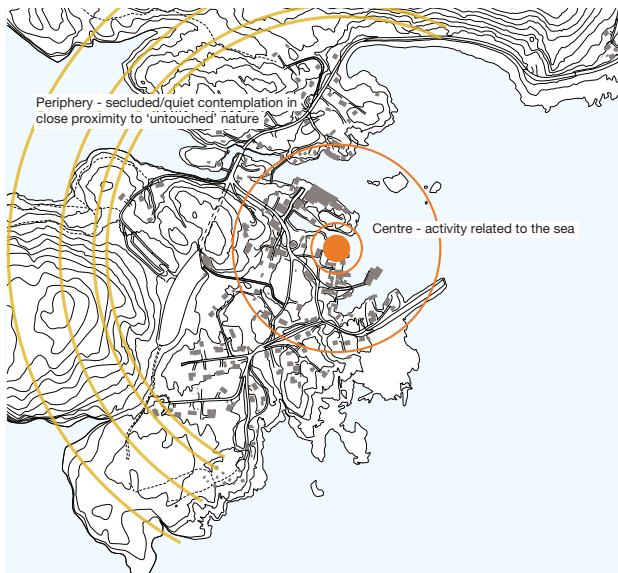 Periphery - secluded/quiet contemplation in
close proximity to ‘untouched’ nature
Centre - activity related to the sea